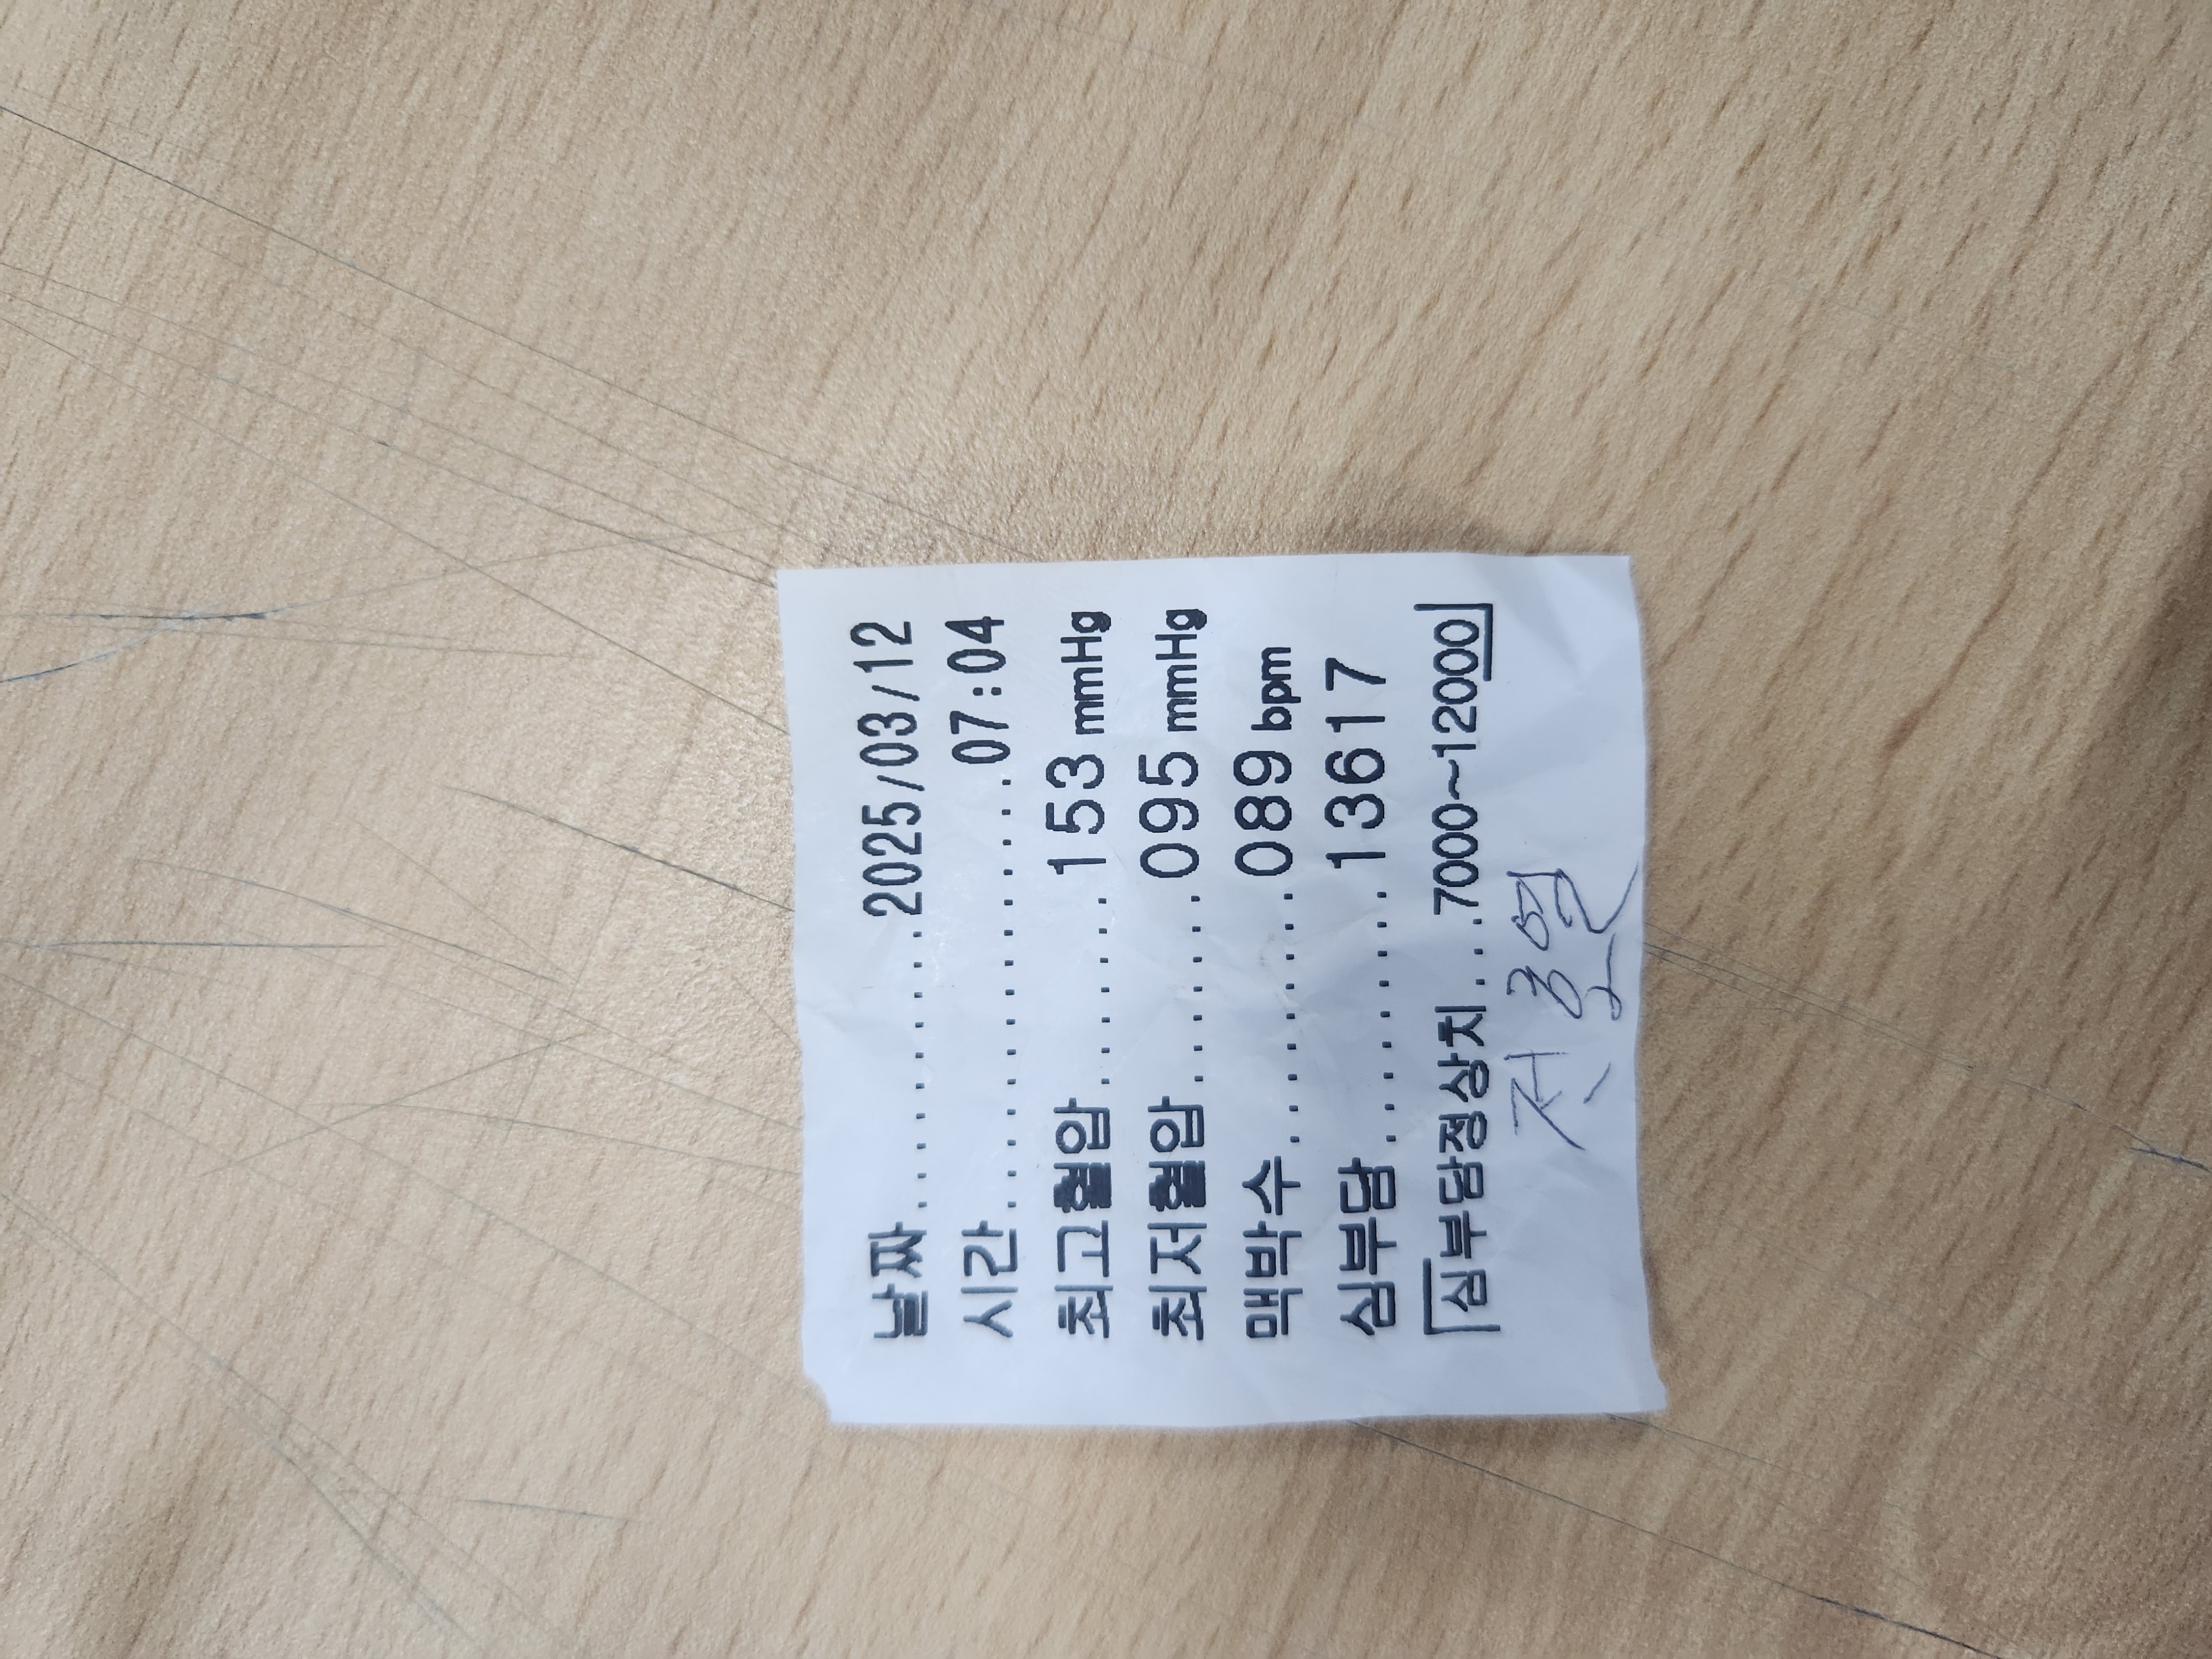 날짜..........2025/03/12
시간..............07:04
최고혈압.......153 mmHg
최저혈압.......095 mmHg
맥박수.........089 bpm
심부담.........13617
심부담정상치...7000~12000